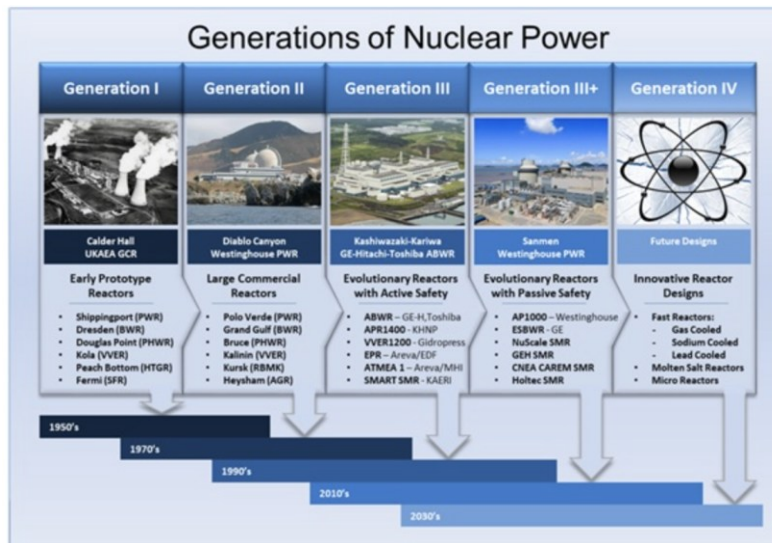 Generations of Nuclear Power
Generation I
Generation II
Generation III
Generation III+
Generation IV
Calder Hall
UKAEA GCR
Diablo Canyon
Westinghouse PWR
Kashiwazaki-Kariwa
GE-Hitachi-Toshiba ABWR
Sanmen
Westinghouse PWR
Future Designs
Early Prototype
Reactors
• Shippingport (PWR)
• Dresden (BWR)
• Douglas Point (PHWR)
• Kola (VVER)
• Peach Bottom (HTGR)
• Fermi (SFR)
Large Commercial
Reactors
• Polo Verde (PWR)
• Grand Gulf (BWR)
• Bruce (PHWR)
• Kalinin (VVER)
• Kursk (RBMK)
• Heysham (AGR)
Evolutionary Reactors
with Active Safety
• ABWR – GE-H,Toshiba
• APR1400 - KHNP
• VVER1200 - Gidropress
• EPR – Areva/EDF
• ATMEA 1 – Areva/MHI
• SMART SMR - KAERI
Evolutionary Reactors
with Passive Safety
• AP1000 – Westinghouse
• ESBWR - GE
• NuScale SMR
• GEH SMR
• CNEA CAREM SMR
• Holtec SMR
Innovative Reactor
Designs
• Fast Reactors:
- Gas Cooled
- Sodium Cooled
- Lead Cooled
• Molten Salt Reactors
• Micro Reactors
1950's
1970's
1990's
2010's
2030's